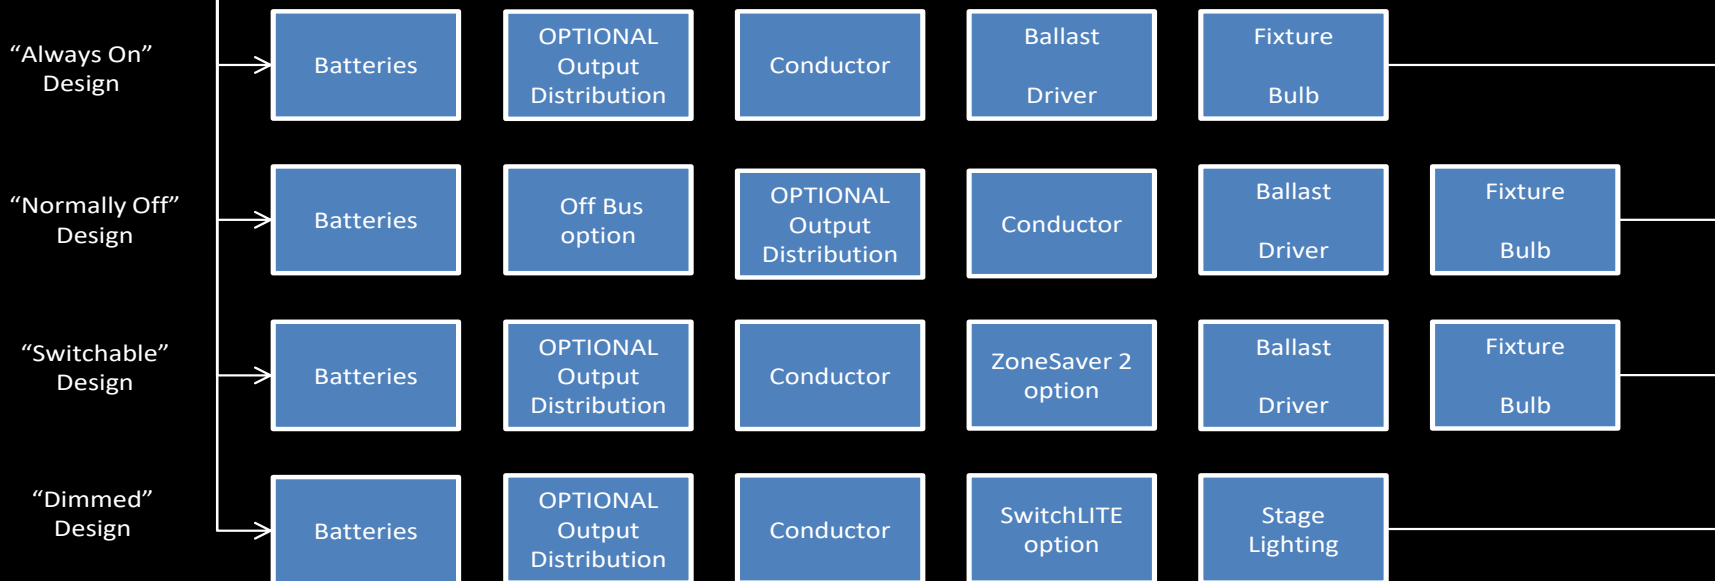 “Always On”
Design
Batteries
OPTIONAL
Output
Distribution
Conductor
Ballast
Driver
Fixture
Bulb
“Normally Off”
Design
Batteries
Off Bus
option
OPTIONAL
Output
Distribution
Conductor
Ballast
Driver
Fixture
Bulb
“Switchable”
Design
Batteries
OPTIONAL
Output
Distribution
Conductor
ZoneSaver 2
option
Ballast
Driver
Fixture
Bulb
“Dimmed”
Design
Batteries
OPTIONAL
Output
Distribution
Conductor
SwitchLITE
option
Stage
Lighting